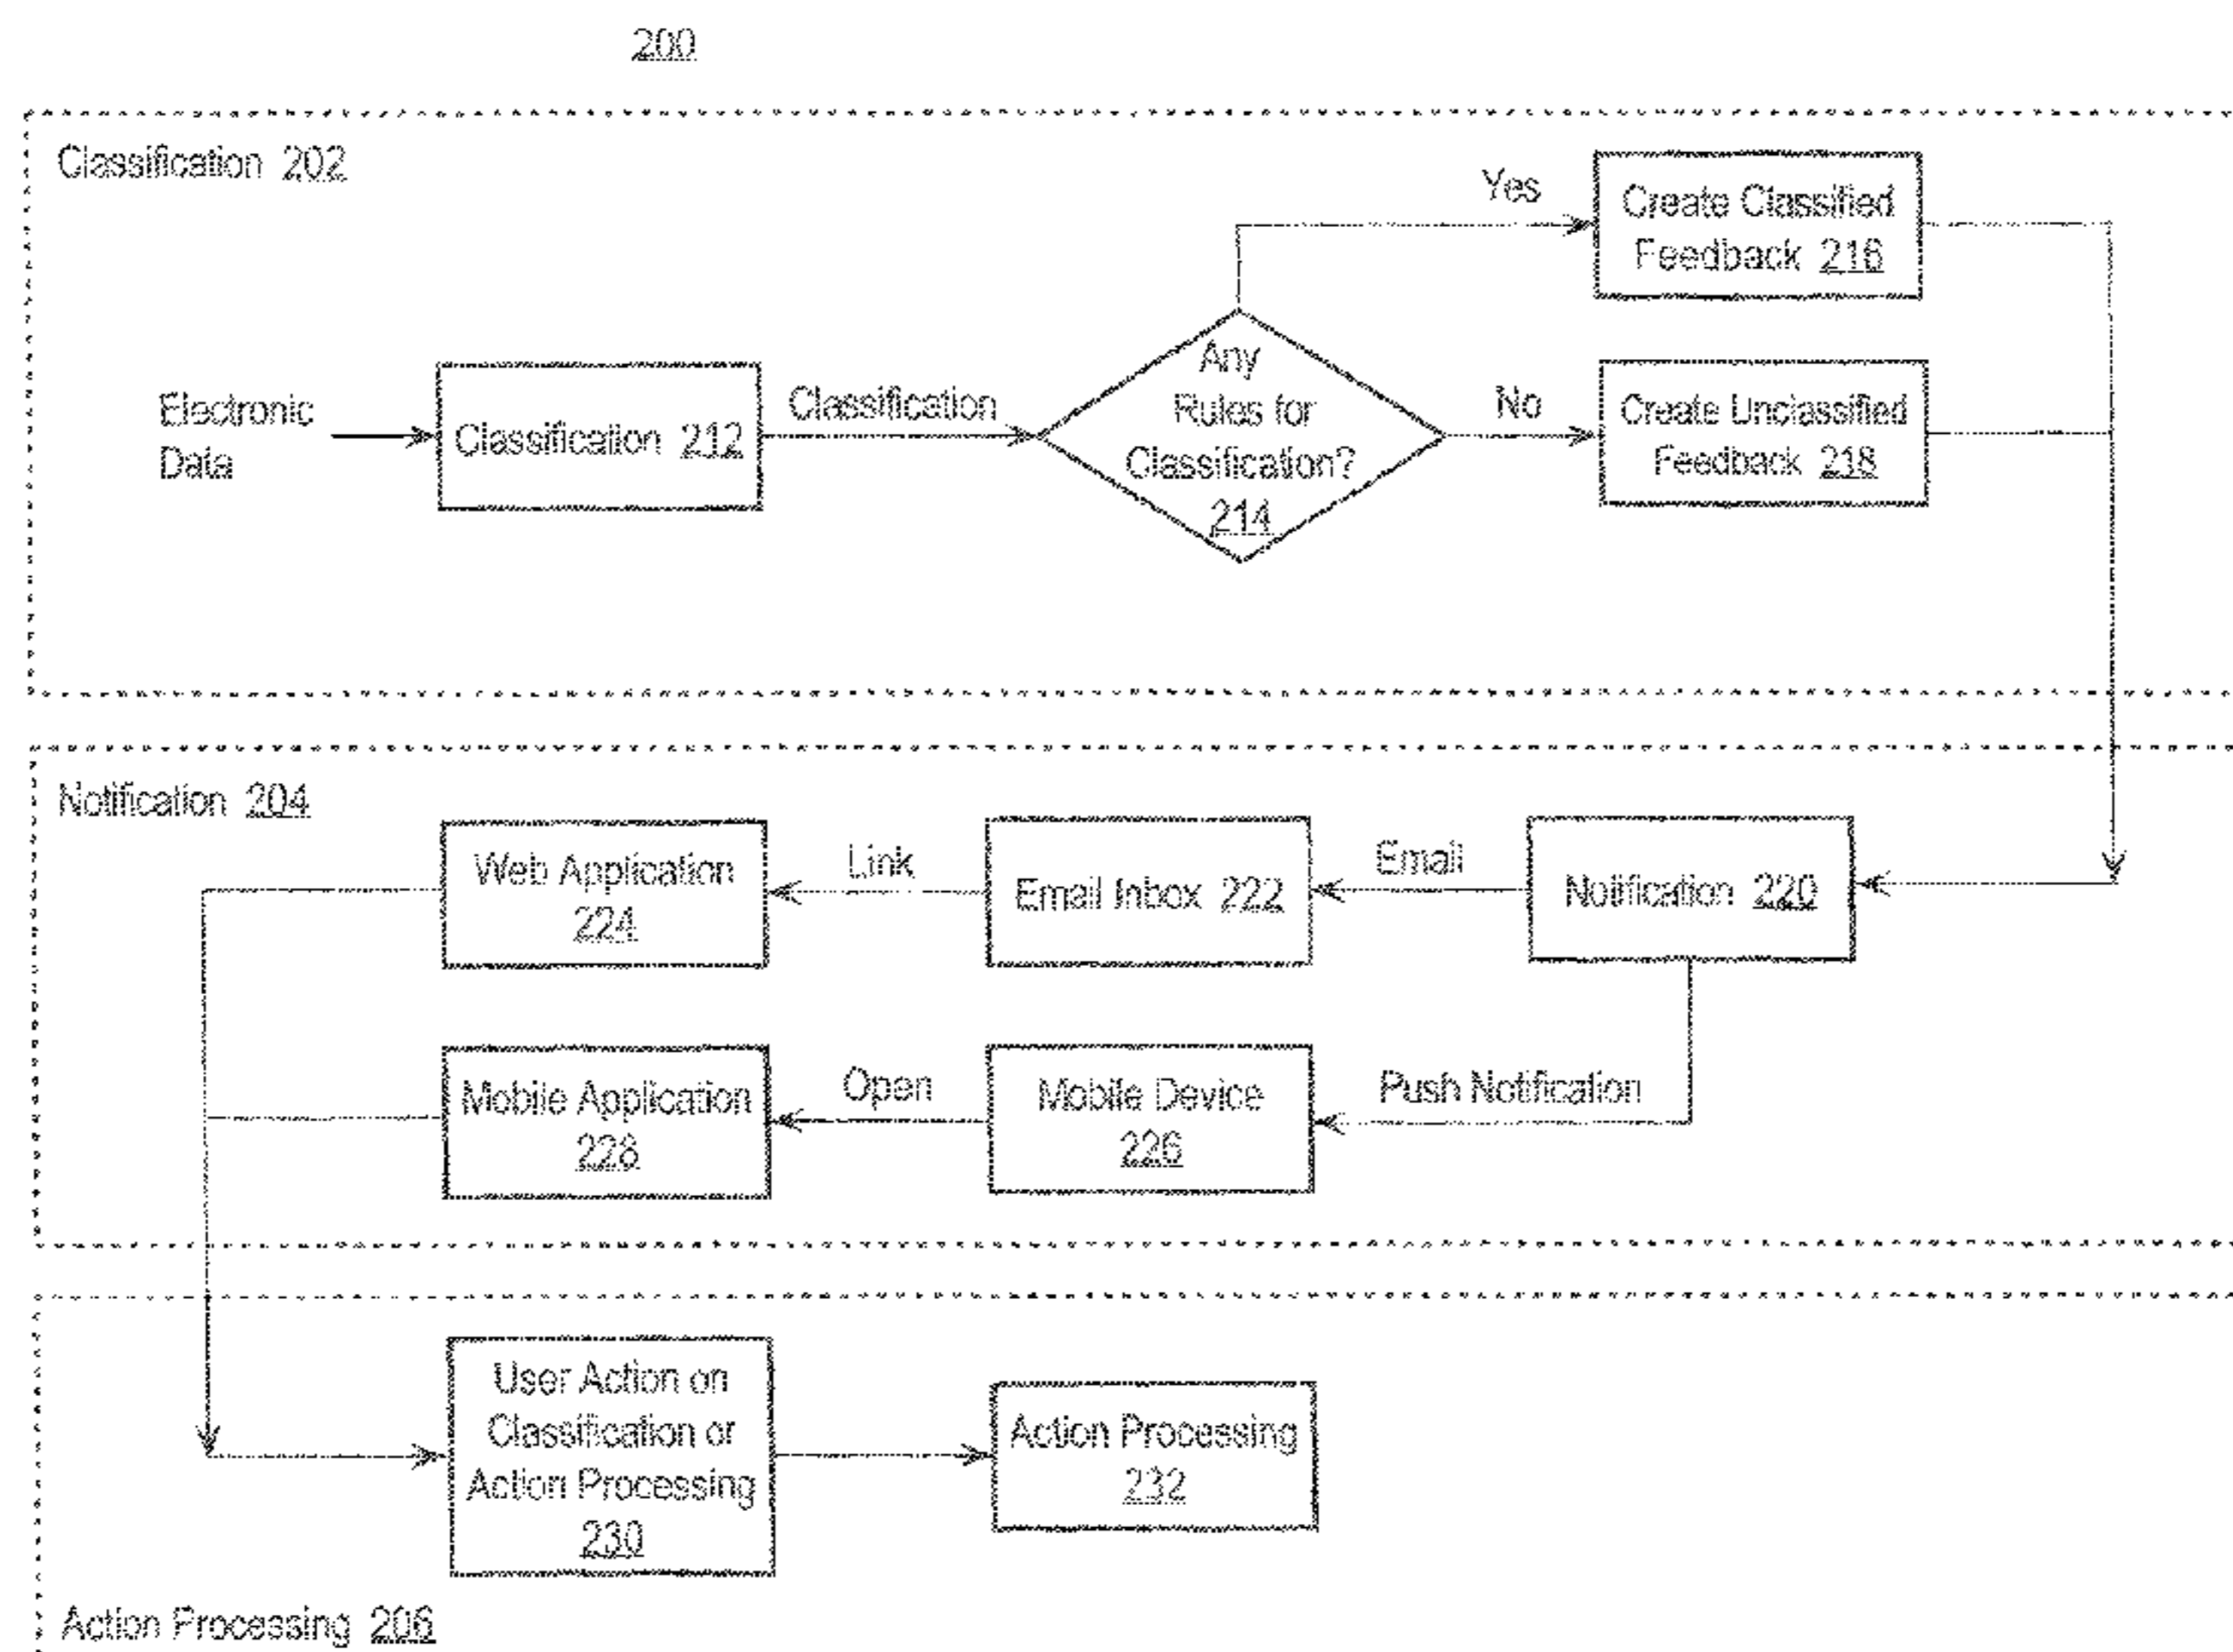 200
Classification 202
Yes
Create Classified
Feedback 216
Electronic
Data
Classification 212
Classification
Any
Rules for
Classification?
214
No
Create Unclassified
Feedback 218
Notification 204
Web Application
224
Link
Email Inbox 222
Email
Notification 220
Mobile Application
228
Open
Mobile Device
226
Push Notification
User Action on
Classification or
Action Processing
230
Action Processing
232
Action Processing 206